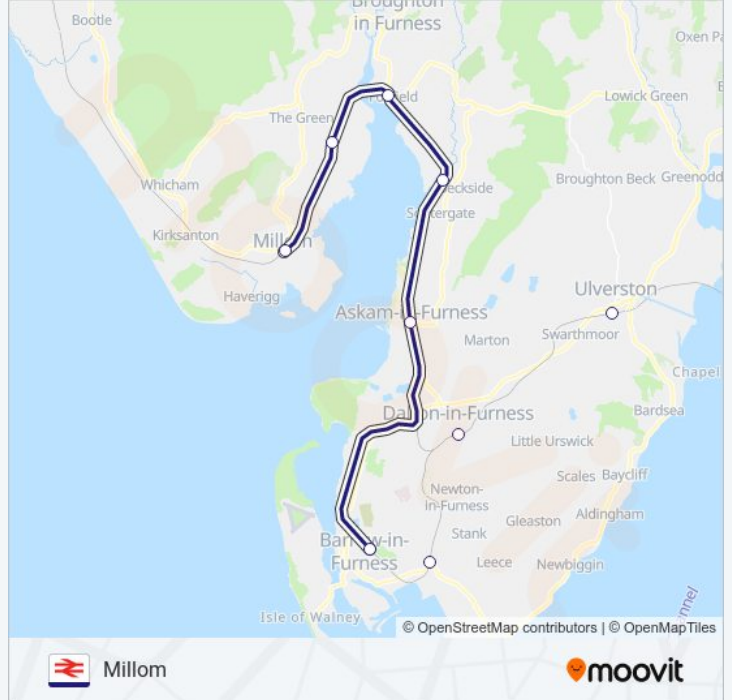 Broughton
in Furness
Bootle
Oxen Pa
Foxfield
Lowick Green
The Green
Broughton Beck
Greenodd
Whicham
Kirksanton
Millom
Haverigg
Askam-in-Furness
Ulverston
Swarthmoor
Marton
Chapel
Dalton-in-Furness
Bardsea
Little Urswick
Scales
Baycliff
Newton-
in-Furness
Gleaston
Aldingham
Stank
Barrow-in-
Furness
Leece
Newbiggin
Isle of Walney
© OpenStreetMap contributors | © OpenMapTiles
Millom
moovit